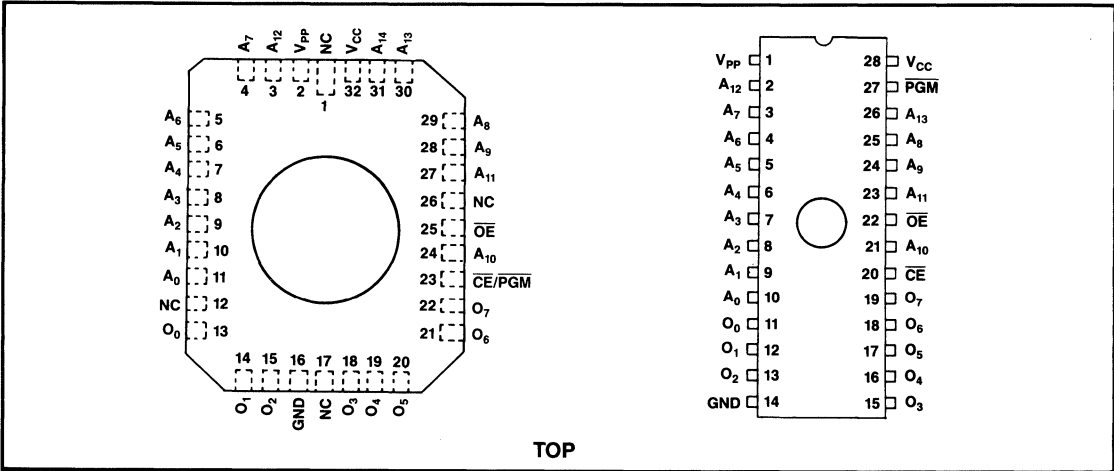 A7 A12 VPP NC VCC A14 A13
4 3 2 1 32 31 30
A6 5
A5 6
A4 7
A3 8
A2 9
A1 10
A0 11
NC 12
O0 13
29 A8
28 A9
27 A11
26 NC
25 OE
24 A10
23 CE/PGM
22 O7
21 O6
14 15 16 17 18 19 20
O1 O2 GND NC O3 O4 O5
VPP 1 28 VCC
A12 2 27 PGM
A7 3 26 A13
A6 4 25 A8
A5 5 24 A9
A4 6 23 A11
A3 7 22 OE
A2 8 21 A10
A1 9 20 CE
A0 10 19 O7
O0 11 18 O6
O1 12 17 O5
O2 13 16 O4
GND 14 15 O3
TOP